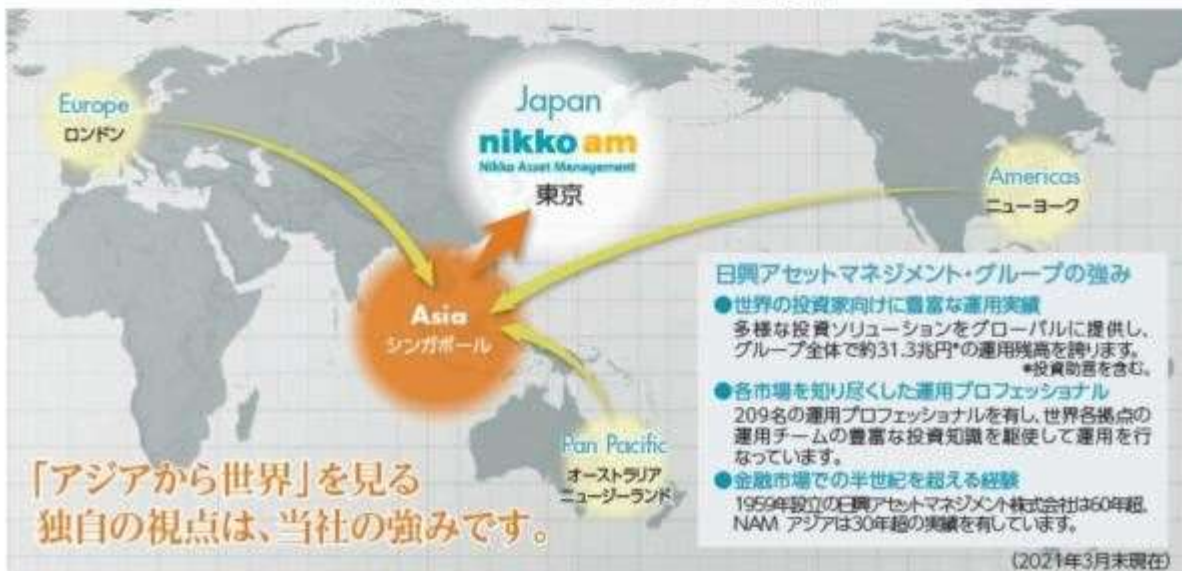 Europe
ロンドン
Japan
nikko am
Nikko Asset Management
東京
Americas
ニューヨーク
Asia
シンガポール
Pan Pacific
オーストラリア
ニュージーランド
「アジアから世界」を見る
独自の視点は、当社の強みです。
日興アセットマネジメント・グループの強み
●世界の投資家向けに豊富な運用実績
多様な投資ソリューションをグローバルに提供し、
グループ全体で約31.3兆円*の運用残高を誇ります。
*投資助言を含む。
●各市場を知り尽くした運用プロフェッショナル
209名の運用プロフェッショナルを有し、世界各拠点の
運用チームの豊富な投資知識を駆使して運用を行
なっています。
●金融市場での半世紀を超える経験
1959年設立の日興アセットマネジメント株式会社は60年超、
NAM アジアは30年超の実績を有しています。
(2021年3月末現在)